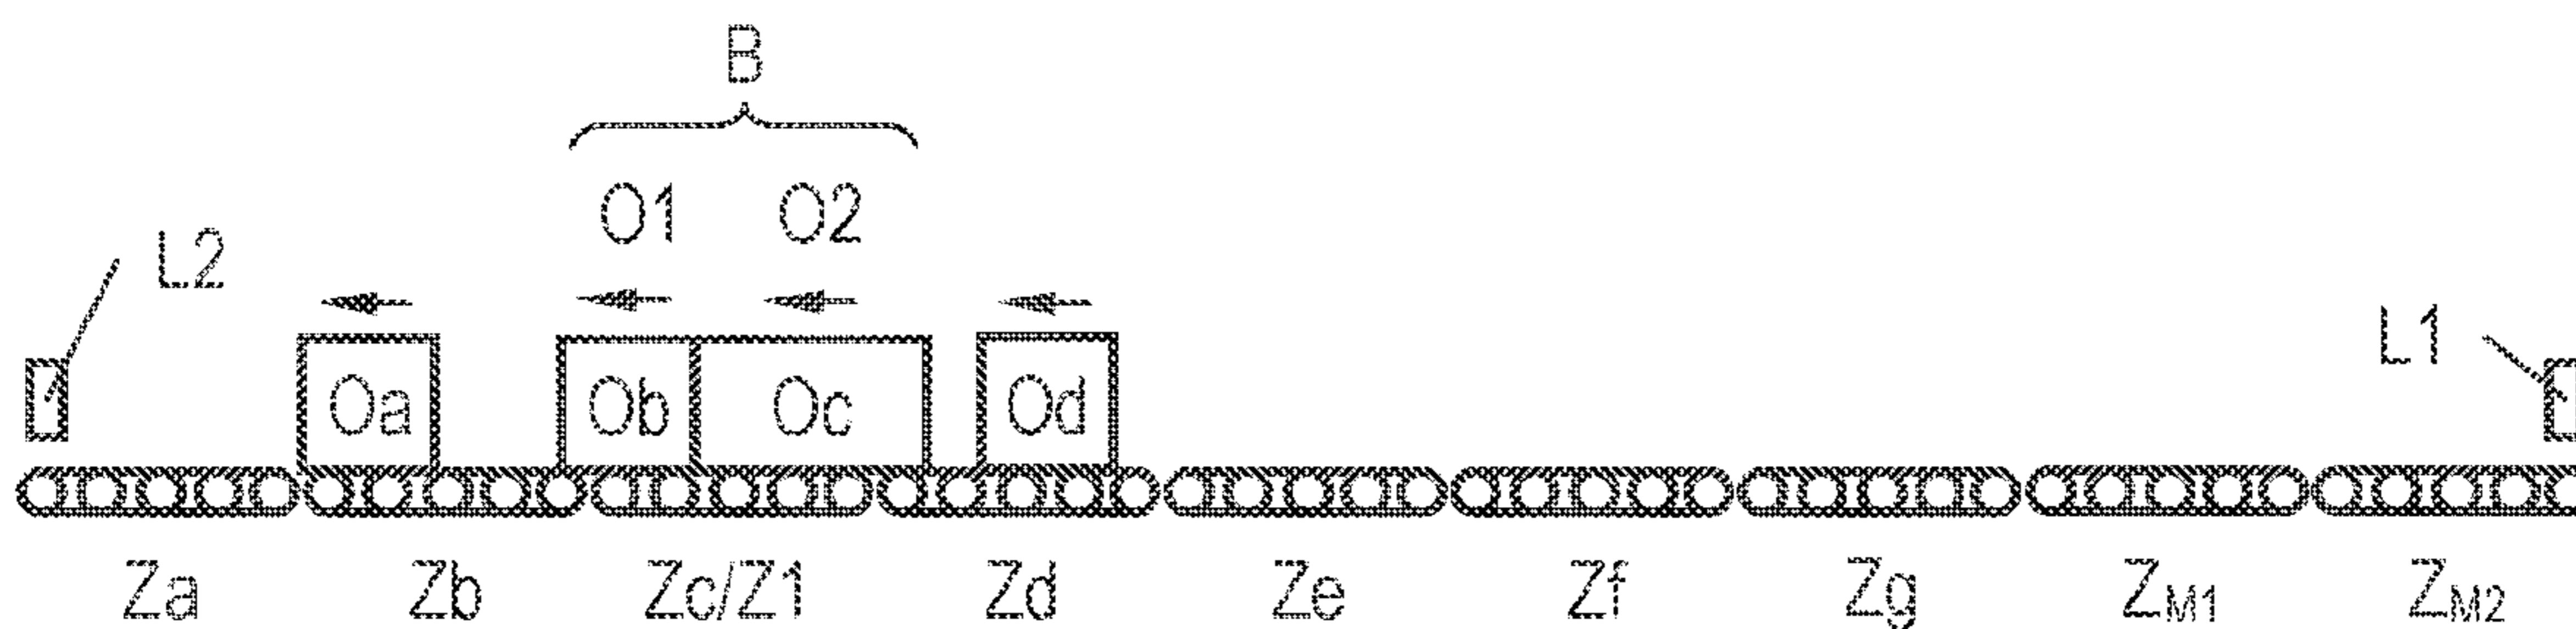 B
O1 O2
L2
L1
Oa Ob Oc Od
Za Zb Zc/Z1 Zd Ze Zf Zg ZM1 ZM2